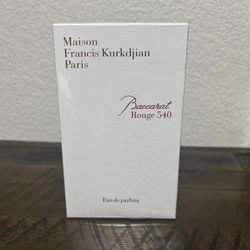 Maison
Francis Kurkdjian
Paris
Baccarat
Rouge 540
Eau de parfum